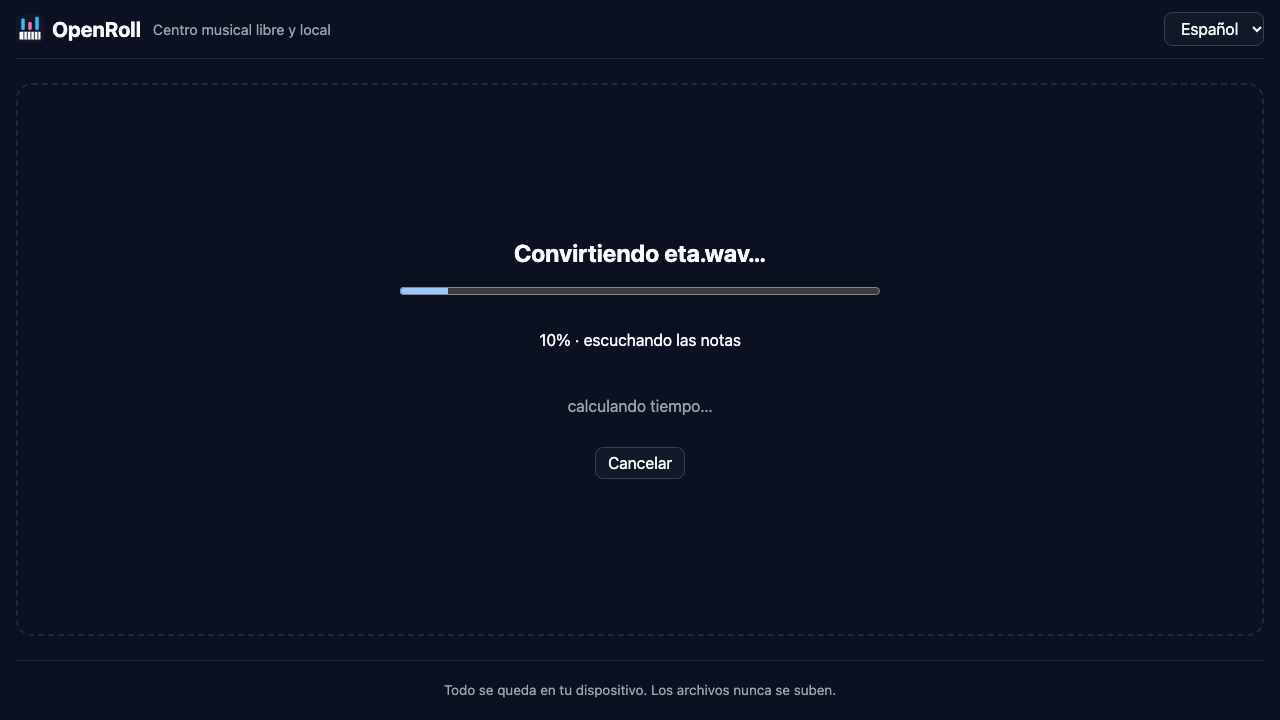 OpenRoll
Centro musical libre y local
Español
Convirtiendo eta.wav...
10% · escuchando las notas
calculando tiempo...
Cancelar
Todo se queda en tu dispositivo. Los archivos nunca se suben.